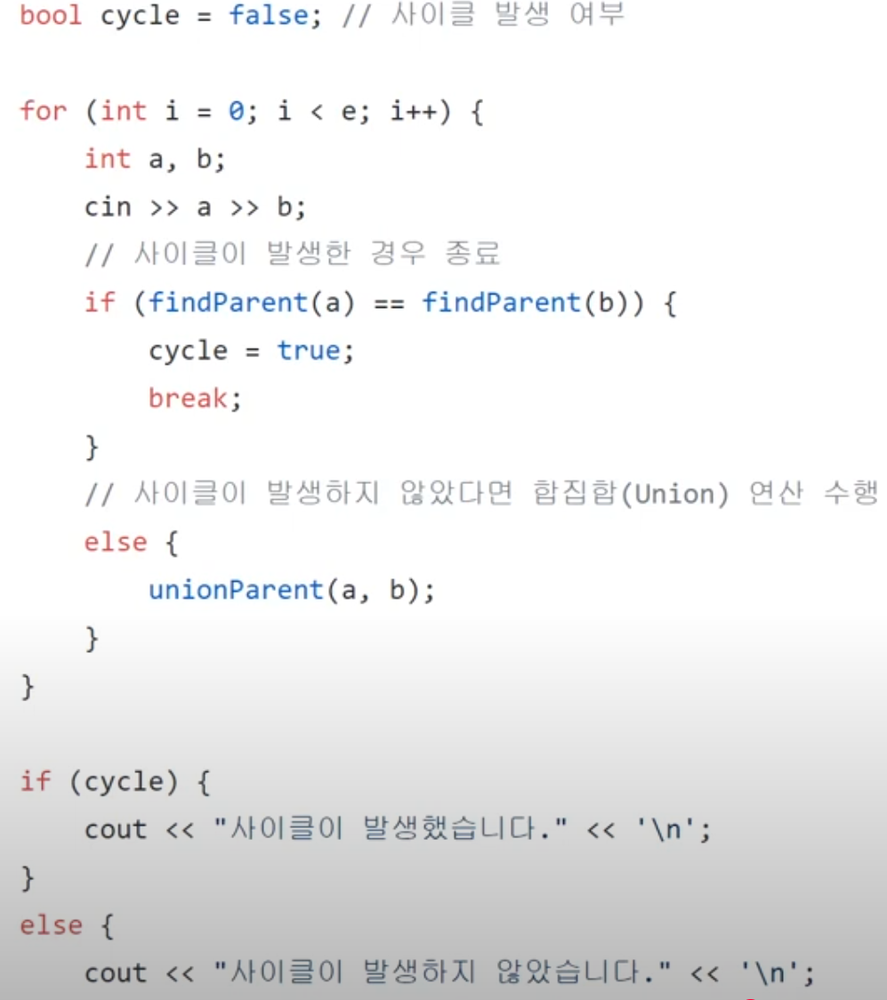 bool cycle = false; // 사이클 발생 여부
for (int i = 0; i < e; i++) {
int a, b;
cin >> a >> b;
// 사이클이 발생한 경우 종료
if (findParent(a) == findParent(b)) {
cycle = true;
break;
}
// 사이클이 발생하지 않았다면 합집합(Union) 연산 수행
else {
unionParent(a, b);
}
}
if (cycle) {
cout << "사이클이 발생했습니다." << '\n';
}
else {
cout << "사이클이 발생하지 않았습니다." << '\n';